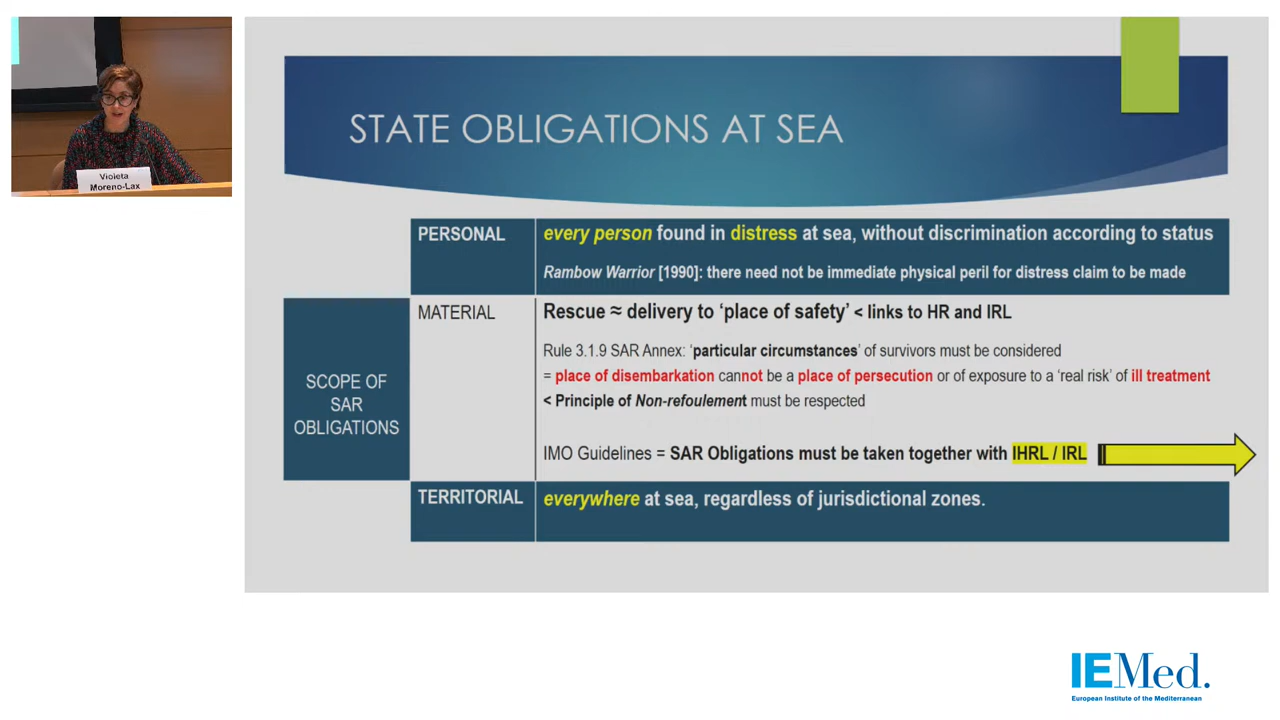 Violeta
Moreno-Lax
STATE OBLIGATIONS AT SEA
SCOPE OF
SAR
OBLIGATIONS
PERSONAL
every person found in distress at sea, without discrimination according to status
Rambow Warrior [1990]: there need not be immediate physical peril for distress claim to be made
MATERIAL
Rescue ≈ delivery to ‘place of safety’ < links to HR and IRL
Rule 3.1.9 SAR Annex: ‘particular circumstances’ of survivors must be considered
= place of disembarkation cannot be a place of persecution or of exposure to a ‘real risk’ of ill treatment
< Principle of Non-refoulement must be respected
IMO Guidelines = SAR Obligations must be taken together with IHRL / IRL
TERRITORIAL
everywhere at sea, regardless of jurisdictional zones.
IEMed.
European Institute of the Mediterranean